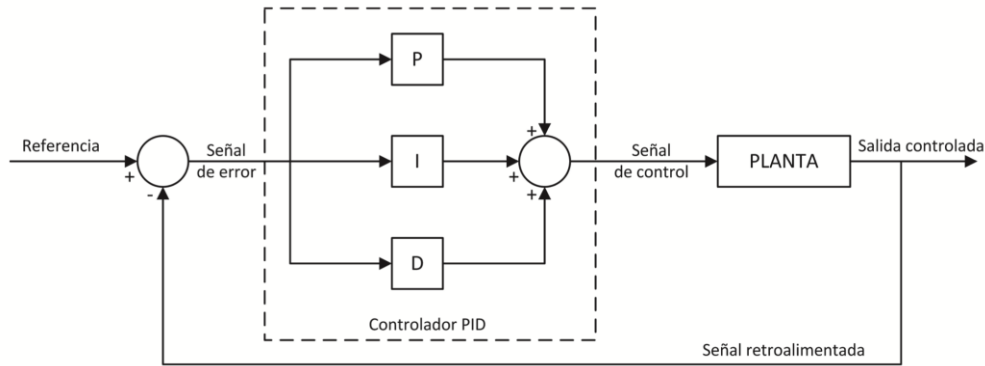 P
Referencia
Señal
de error
+
-
I
+
+
+
Señal
de control
PLANTA
Salida controlada
D
Controlador PID
Señal retroalimentada